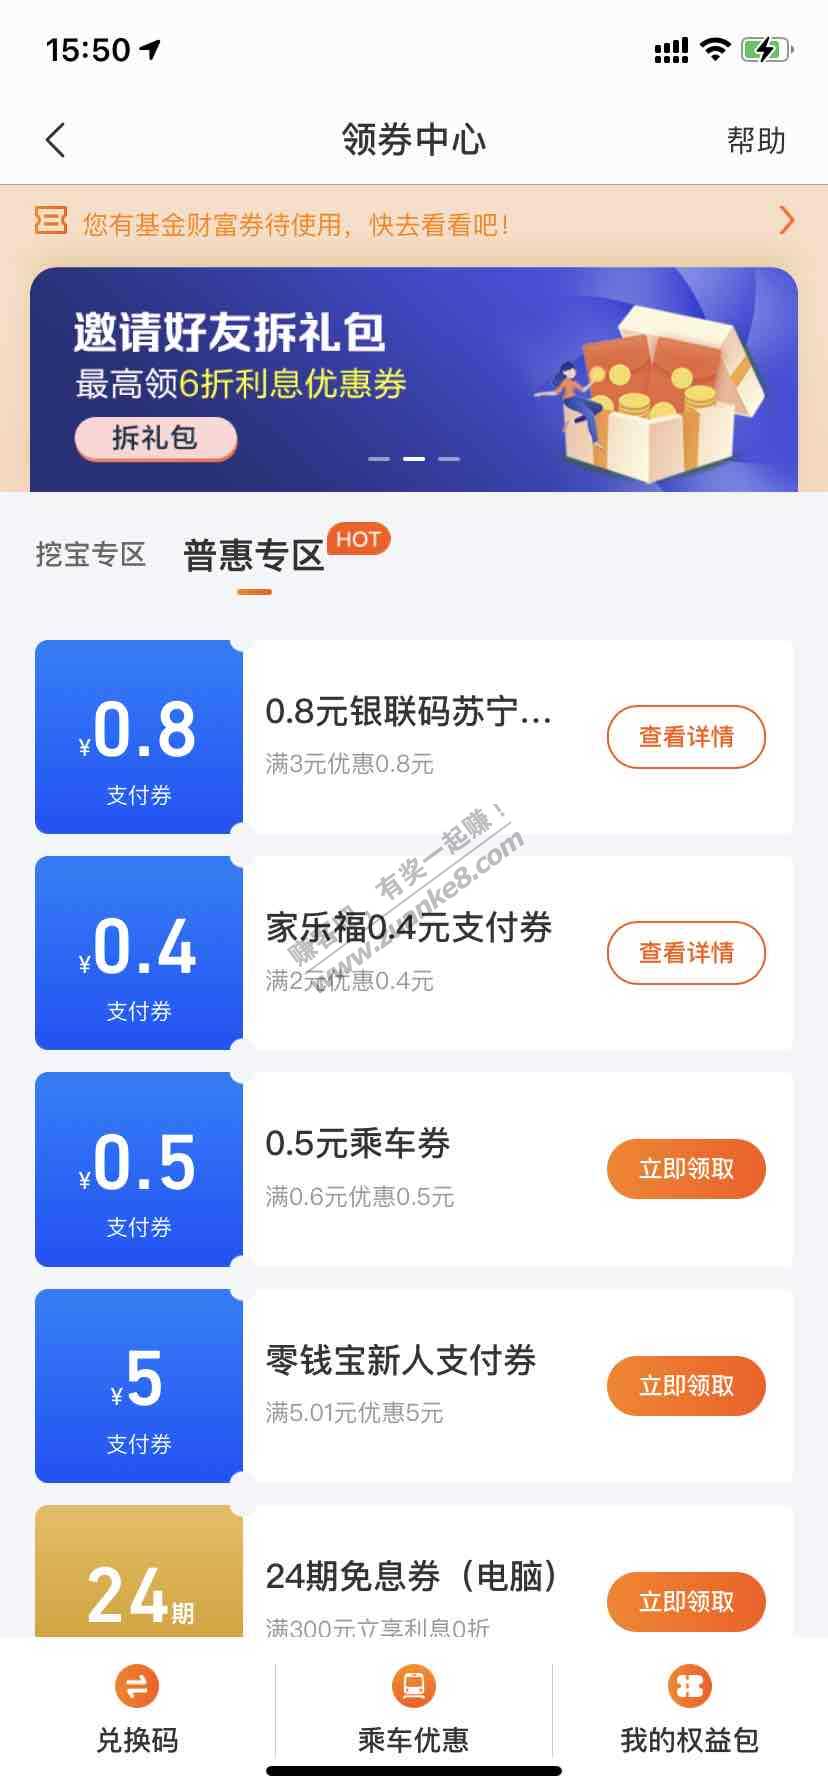 15:50
领券中心
帮助
您有基金财富券待使用，快去看看吧！
邀请好友拆礼包
最高领6折利息优惠券
拆礼包
挖宝专区
普惠专区
HOT
¥0.8
支付券
0.8元银联码苏宁...
满3元优惠0.8元
查看详情
¥0.4
支付券
家乐福0.4元支付券
满2元优惠0.4元
查看详情
赚客吧，有奖一起赚！
www.zuanke8.com
¥0.5
支付券
0.5元乘车券
满0.6元优惠0.5元
立即领取
¥5
支付券
零钱宝新人支付券
满5.01元优惠5元
立即领取
24期
24期免息券（电脑）
满300元立享利息0折
立即领取
兑换码
乘车优惠
我的权益包